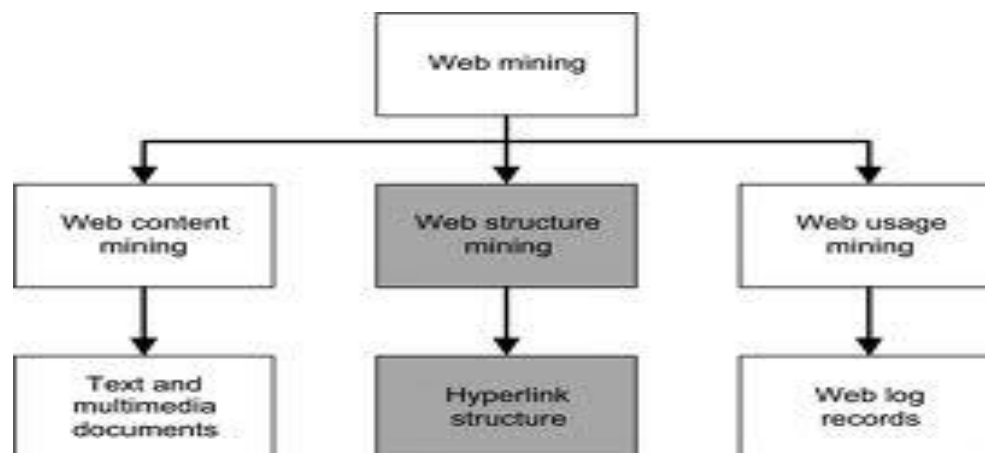 Web mining
Web content
mining
Web structure
mining
Web usage
mining
Text and
multimedia
documents
Hyperlink
structure
Web log
records